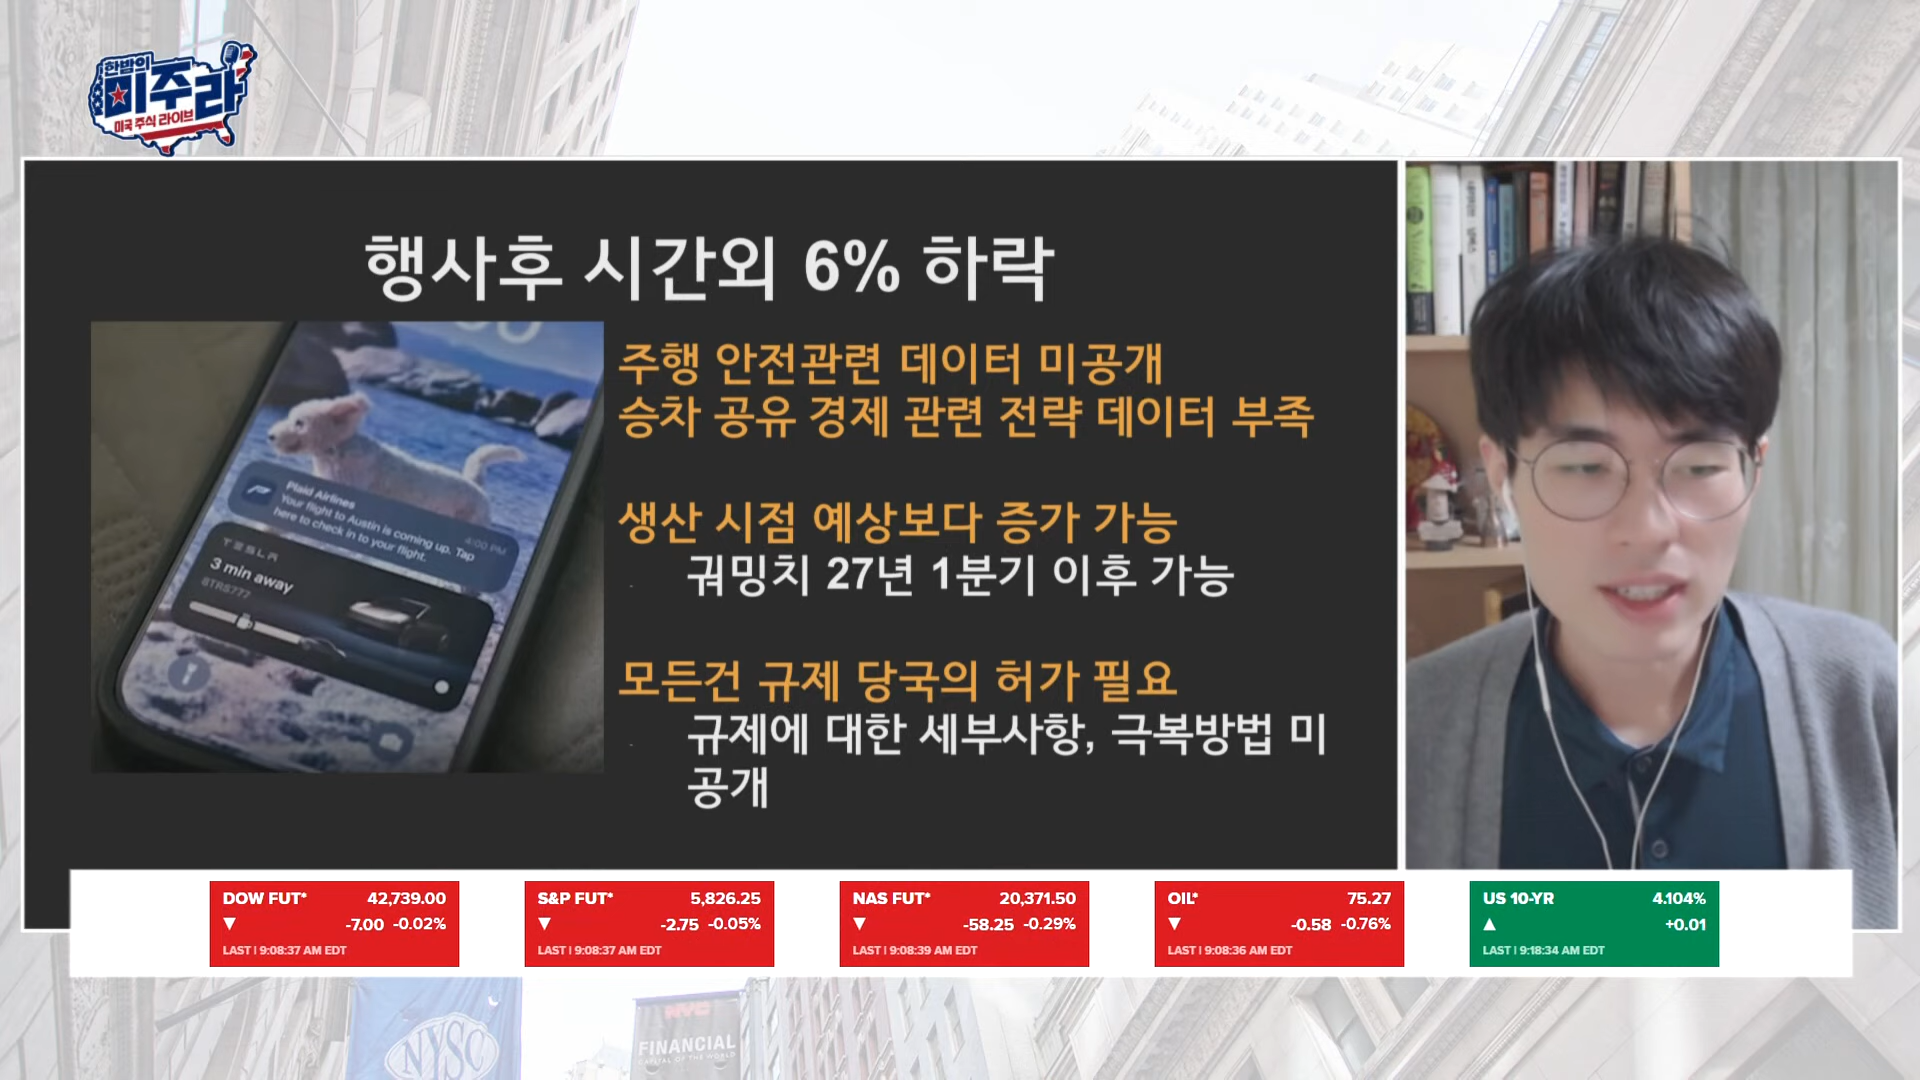 한밤의
미주라
미국 주식 라이브
행사후 시간외 6% 하락
주행 안전관련 데이터 미공개
승차 공유 경제 관련 전략 데이터 부족
생산 시점 예상보다 증가 가능
궈밍치 27년 1분기 이후 가능
모든건 규제 당국의 허가 필요
규제에 대한 세부사항, 극복방법 미
공개
Plaid Airlines
4:00 PM
Your flight to Austin is coming up. Tap
here to check in to your flight.
TESLA
3 min away
8TRS777
DOW FUT* 42,739.00
▼ -7.00 -0.02%
LAST | 9:08:37 AM EDT
S&P FUT* 5,826.25
▼ -2.75 -0.05%
LAST | 9:08:37 AM EDT
NAS FUT* 20,371.50
▼ -58.25 -0.29%
LAST | 9:08:39 AM EDT
OIL* 75.27
▼ -0.58 -0.76%
LAST | 9:08:36 AM EDT
US 10-YR 4.104%
▲ +0.01
LAST | 9:18:34 AM EDT
NYSC
NYC
FINANCIAL
CAPITAL OF THE WORLD